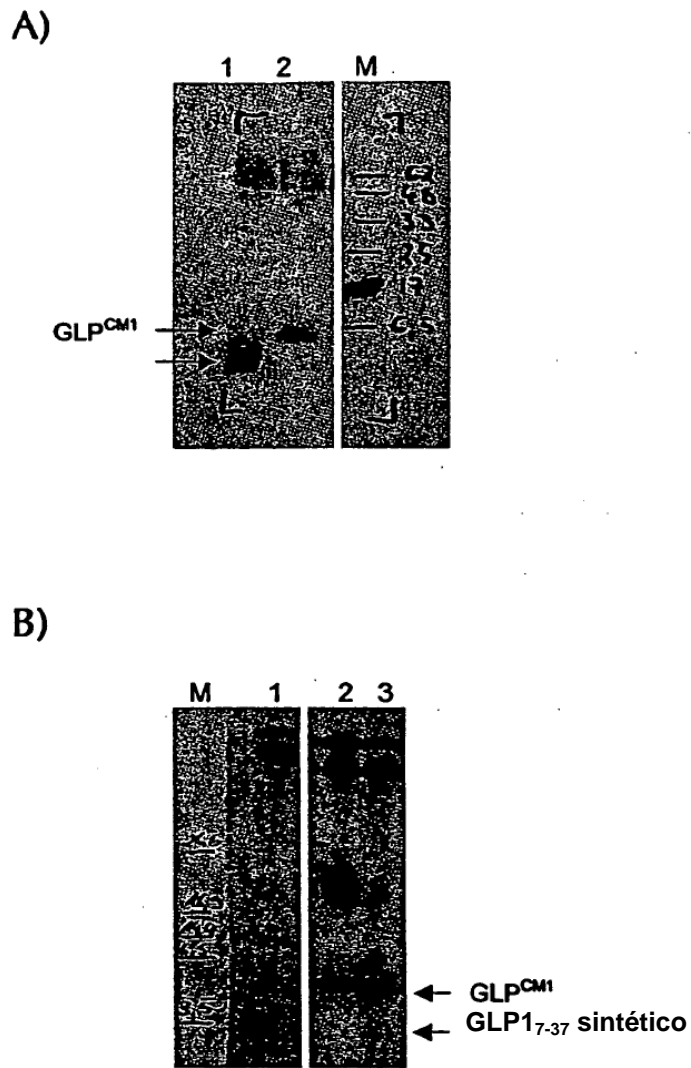 A)
1 2 M
GLP^CM1
B)
M 1 2 3
GLP^CM1
GLP1₇₋₃₇ sintético